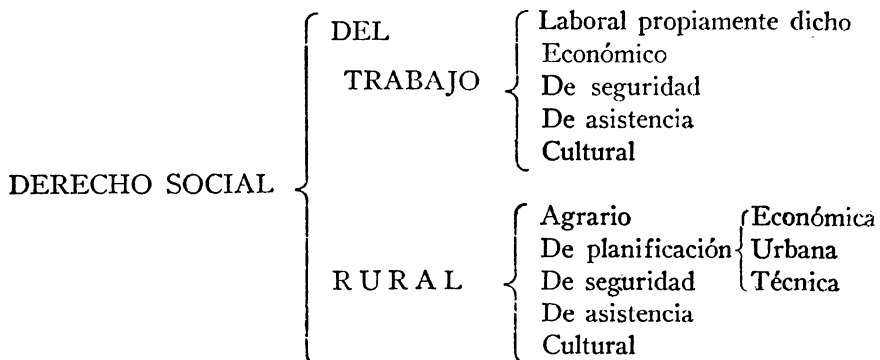 DERECHO SOCIAL
DEL
TRABAJO
Laboral propiamente dicho
Económico
De seguridad
De asistencia
Cultural
RURAL
Agrario
De planificación
De seguridad
De asistencia
Cultural
Económica
Urbana
Técnica